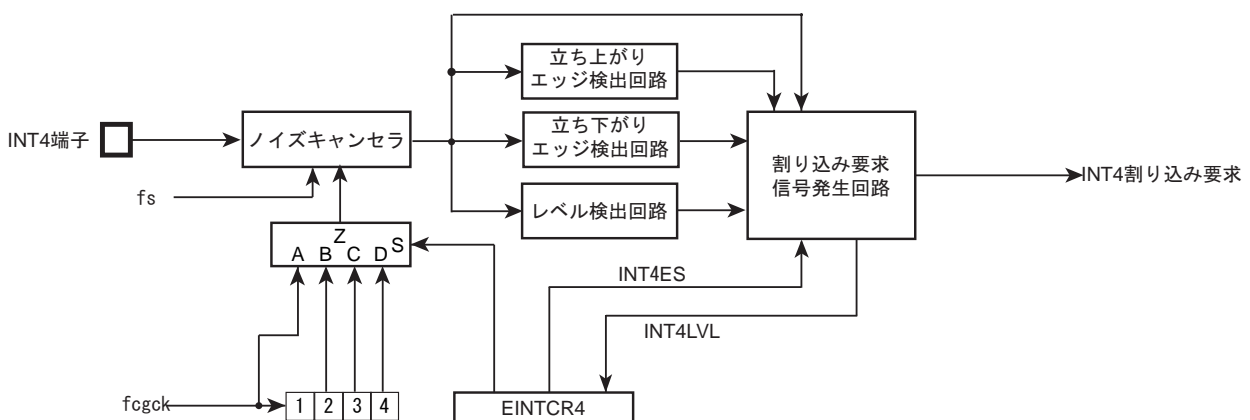 立ち上がり
エッジ検出回路
INT4端子
ノイズキャンセラ
立ち下がり
エッジ検出回路
割り込み要求
信号発生回路
INT4割り込み要求
fs
レベル検出回路
Z
S
A B C D
INT4ES
INT4LVL
fcgck
1 2 3 4
EINTCR4